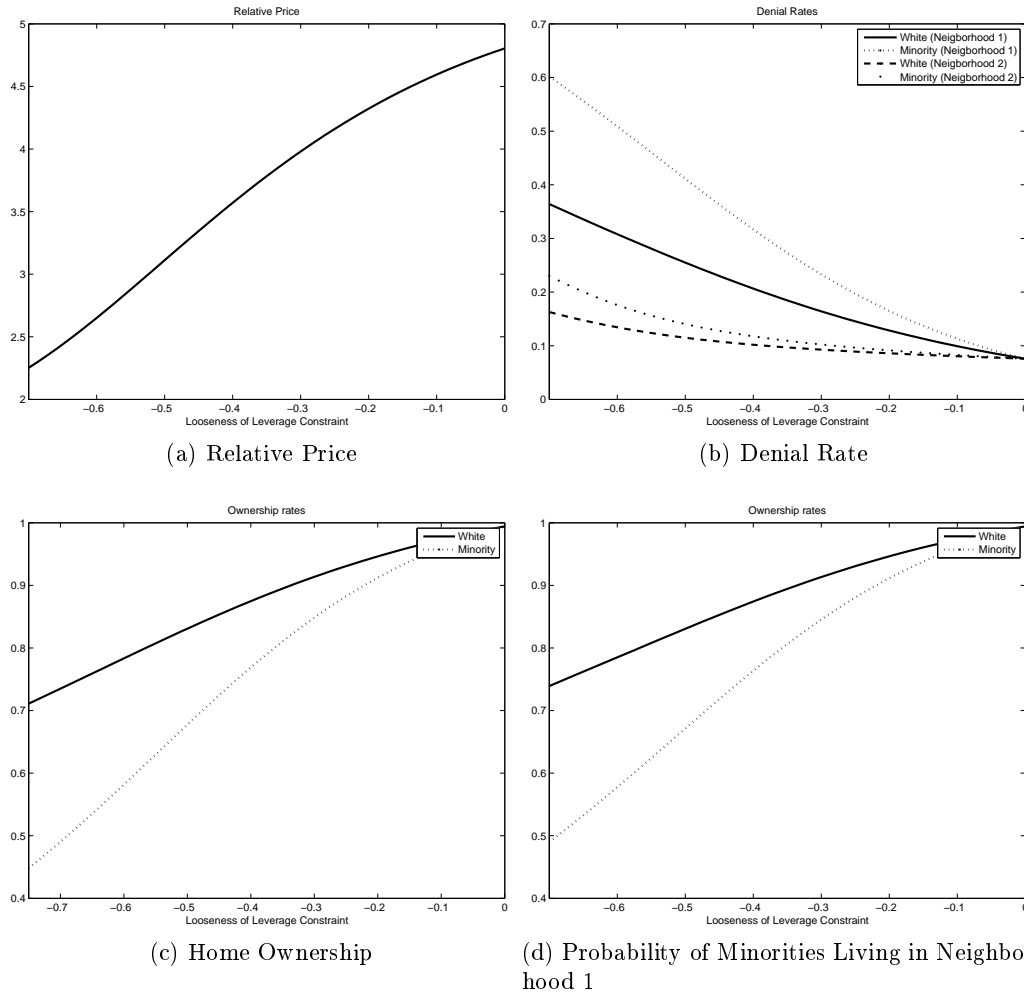 Relative Price
5
4.5
4
3.5
3
2.5
2
−0.6 −0.5 −0.4 −0.3 −0.2 −0.1 0
Looseness of Leverage Constraint
(a) Relative Price
Denial Rates
White (Neigborhood 1)
Minority (Neigborhood 1)
White (Neigborhood 2)
Minority (Neigborhood 2)
0.7
0.6
0.5
0.4
0.3
0.2
0.1
0
−0.6 −0.5 −0.4 −0.3 −0.2 −0.1
Looseness of Leverage Constraint
(b) Denial Rate
Ownership rates
White
Minority
1
0.9
0.8
0.7
0.6
0.5
0.4
−0.7 −0.6 −0.5 −0.4 −0.3 −0.2 −0.1 0
Looseness of Leverage Constraint
(c) Home Ownership
Ownership rates
White
Minority
1
0.9
0.8
0.7
0.6
0.5
0.4
−0.6 −0.5 −0.4 −0.3 −0.2 −0.1
Looseness of Leverage Constraint
(d) Probability of Minorities Living in Neighbo
hood 1